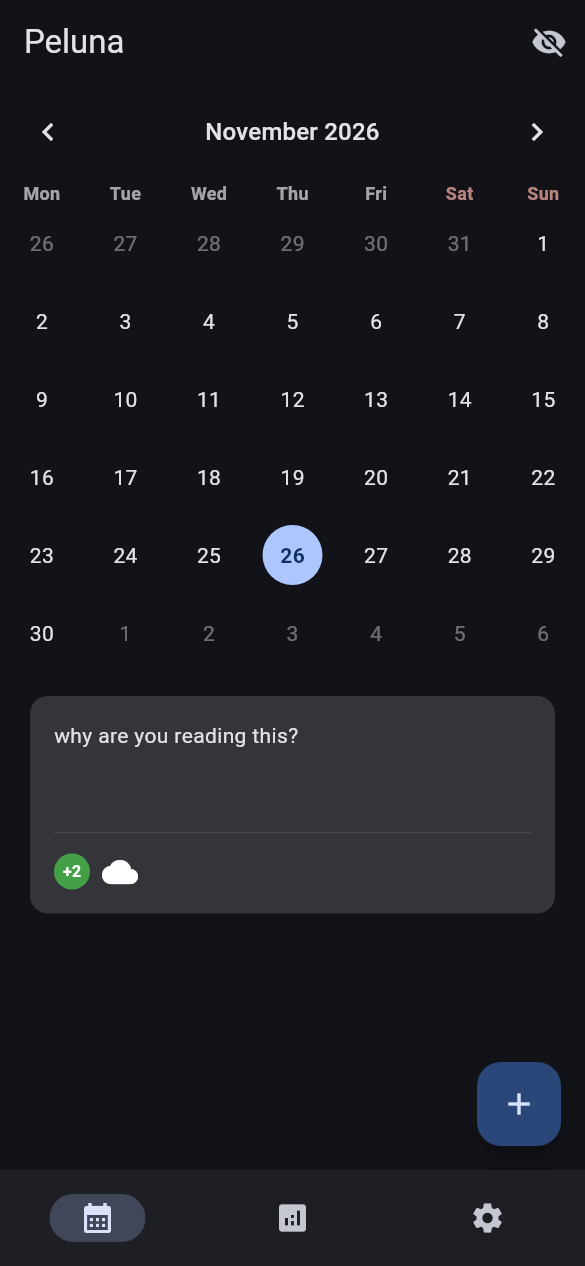 Peluna
November 2026
Mon Tue Wed Thu Fri Sat Sun
26 27 28 29 30 31 1
2 3 4 5 6 7 8
9 10 11 12 13 14 15
16 17 18 19 20 21 22
23 24 25 26 27 28 29
30 1 2 3 4 5 6
why are you reading this?
+2